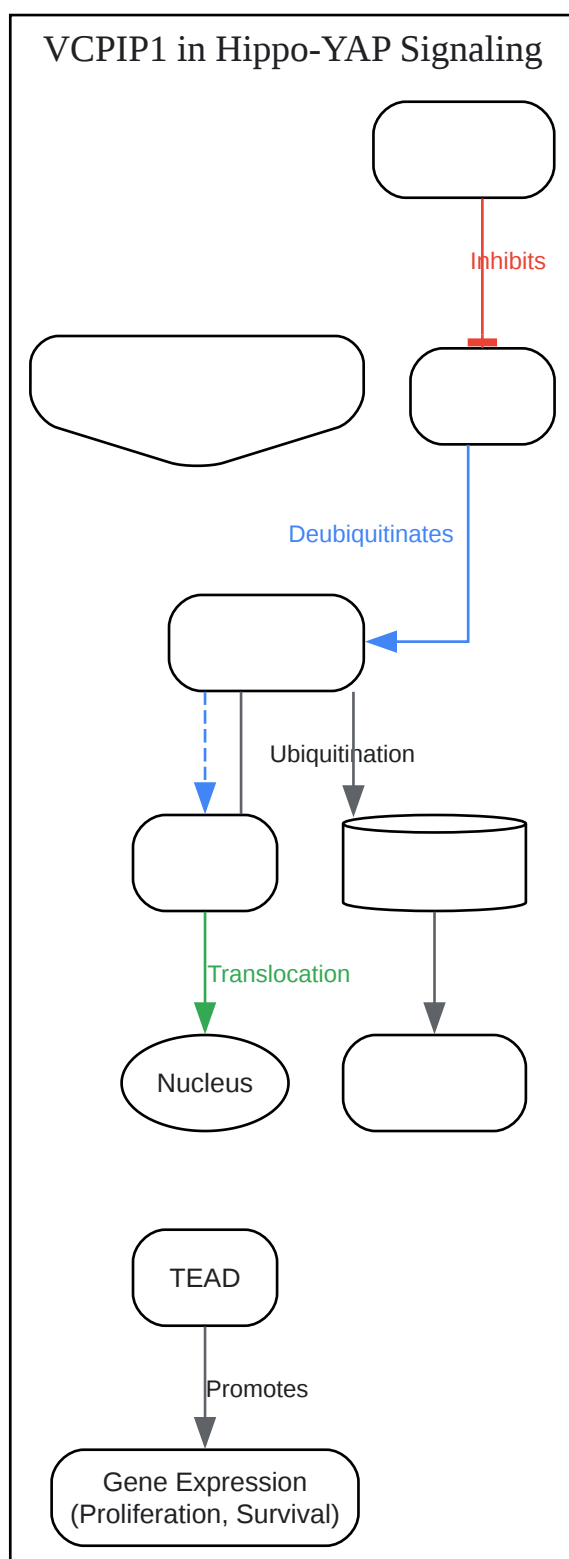 VCPIP1 in Hippo-YAP Signaling
Inhibits
Deubiquitinates
Ubiquitination
Translocation
Nucleus
TEAD
Promotes
Gene Expression
(Proliferation, Survival)